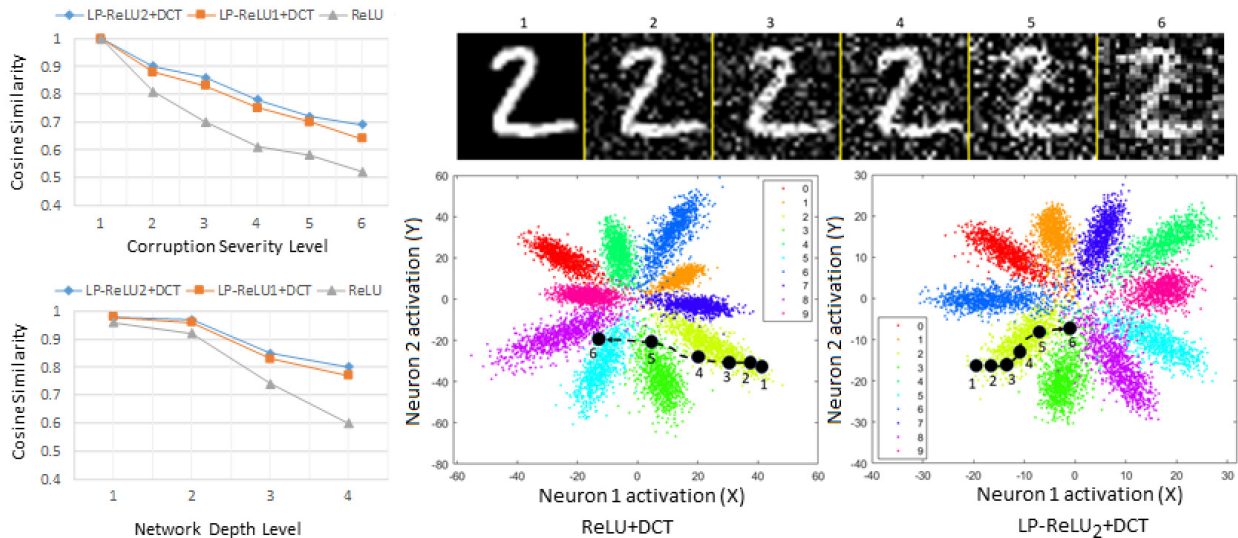 LP-ReLU2+DCT LP-ReLU1+DCT ReLU
Cosine Similarity
1
0.9
0.8
0.7
0.6
0.5
0.4
1 2 3 4 5 6
Corruption Severity Level
LP-ReLU2+DCT LP-ReLU1+DCT ReLU
Cosine Similarity
1
0.9
0.8
0.7
0.6
0.5
0.4
1 2 3 4
Network Depth Level
1 2 3 4 5 6
Neuron 2 activation (Y)
60
40
20
0
-20
-40
-60
-80
-60 -40 -20 0 20 40 60
0
1
2
3
4
5
6
7
8
9
6 5 4 3 2 1
Neuron 1 activation (X)
ReLU+DCT
Neuron 2 activation (Y)
30
20
10
0
-10
-20
-30
-40
-40 -30 -20 -10 0 10 20 30
0
1
2
3
4
5
6
7
8
9
1 2 3 4 5 6
Neuron 1 activation (X)
LP-ReLU2+DCT